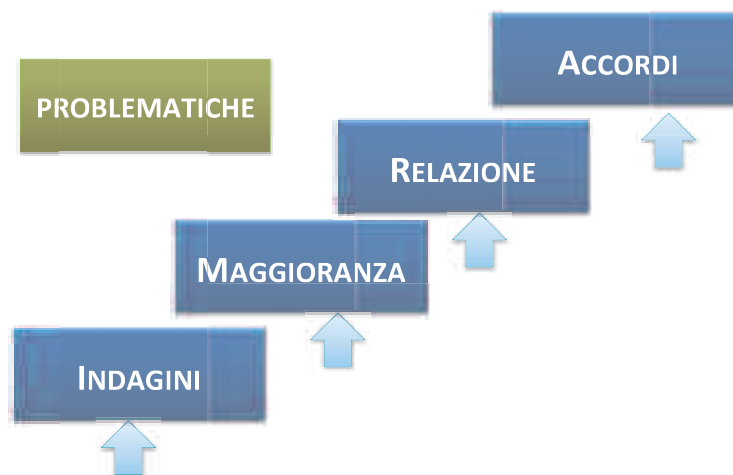 ACCORDI
PROBLEMATICHE
RELAZIONE
MAGGIORANZA
INDAGINI